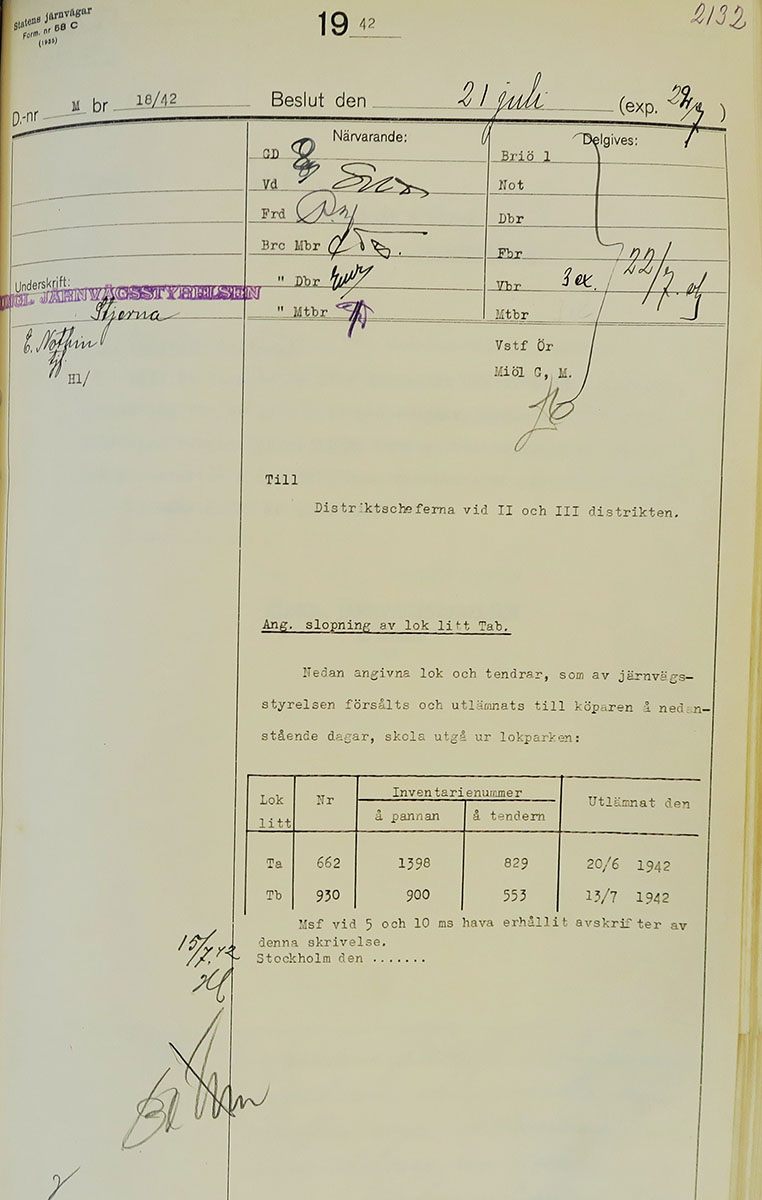 Statens järnvägar
Form. nr 58 C
(1935)
19 42
2132
D.-nr M br 18/42 Beslut den 21 juli (exp. 22/7 )
Närvarande:
Delgives:
GD
Briö 1
Vd
Not
Frd
Dbr
Brc Mbr
Fbr
22/7.
Underskrift:
" Dbr
Vbr 3 ex.
KUNGL. JÄRNVÄGSSTYRELSEN
" Mtbr
Mtbr
Stjerna
E. Nothin
Hl/
Vstf Ör
Miöl G, M.
Till
Distriktscheferna vid II och III distrikten.
Ang. slopning av lok litt Tab.
Nedan angivna lok och tendrar, som av järnvägs-
styrelsen försålts och utlämnats till köparen å nedan-
stående dagar, skola utgå ur lokparken:
Lok litt Nr Inventarienummer Utlämnat den
å pannan å tendern
Ta 662 1398 829 20/6 1942
Tb 930 900 553 13/7 1942
Msf vid 5 och 10 ms hava erhållit avskrifter av
denna skrivelse.
Stockholm den .......
15/7.42
Hl